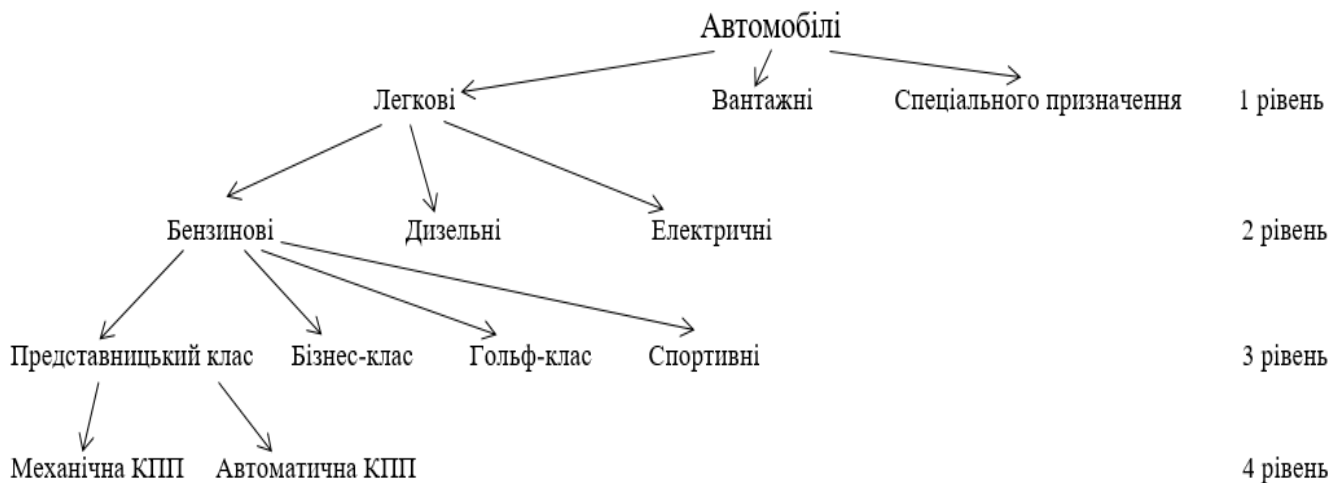 Автомобілі
Легкові Вантажні Спеціального призначення 1 рівень
Бензинові Дизельні Електричні 2 рівень
Представницький клас Бізнес-клас Гольф-клас Спортивні 3 рівень
Механічна КПП Автоматична КПП 4 рівень